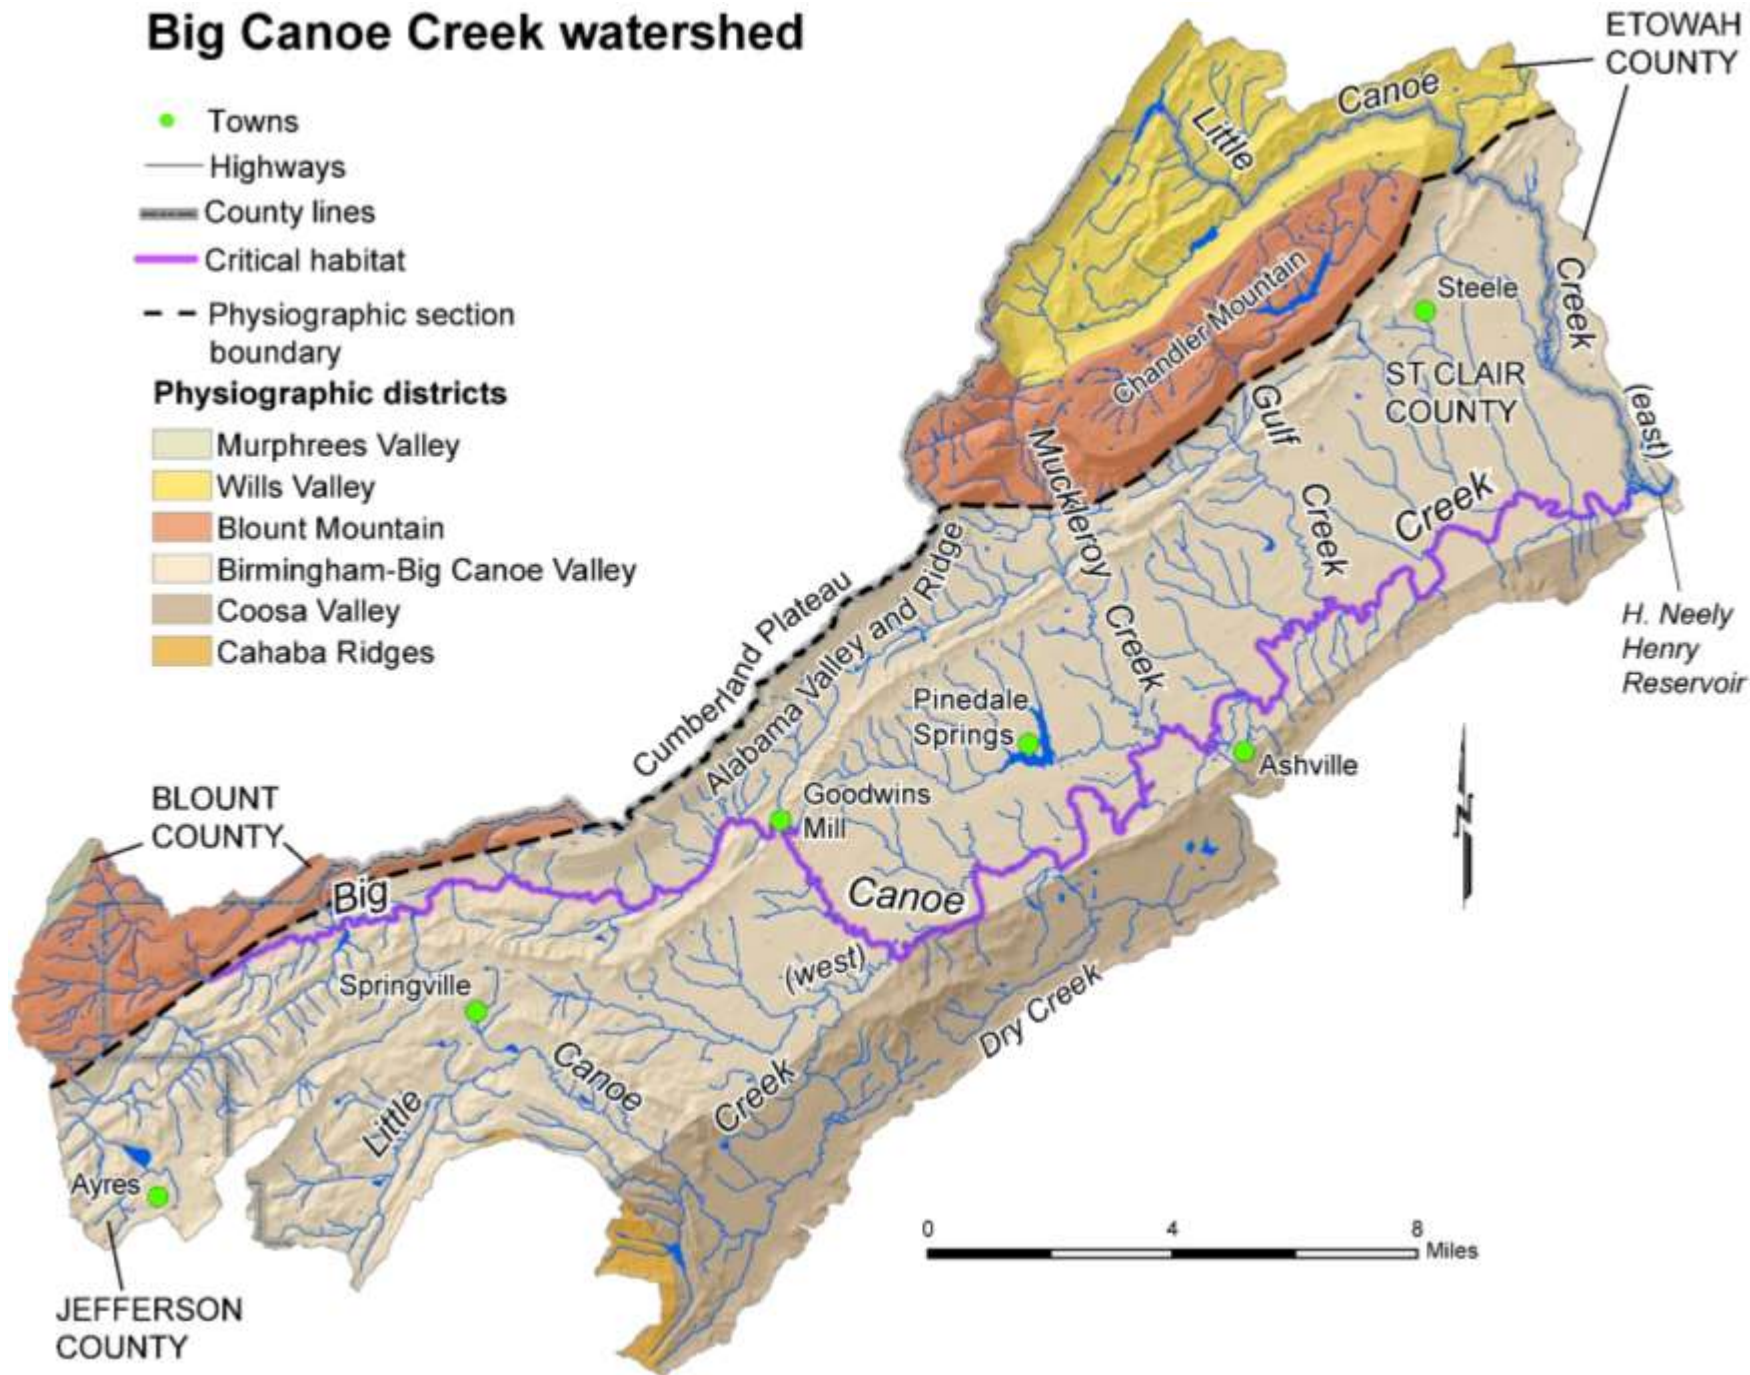 Big Canoe Creek watershed
Towns
Highways
County lines
Critical habitat
Physiographic section
boundary
Physiographic districts
Murphrees Valley
Wills Valley
Blount Mountain
Birmingham-Big Canoe Valley
Coosa Valley
Cahaba Ridges
ETOWAH
COUNTY
Little
Canoe
Creek
(east)
Chandler Mountain
Steele
ST CLAIR
COUNTY
Gulf
Creek
Muckleroy
Creek
Cumberland Plateau
Alabama Valley and Ridge
H. Neely
Henry
Reservoir
Pinedale
Springs
Ashville
Goodwins
Mill
BLOUNT
COUNTY
Big
Canoe
Creek
Springville
Little
Canoe
Creek
(west)
Dry Creek
Ayres
JEFFERSON
COUNTY
N
0 4 8
Miles